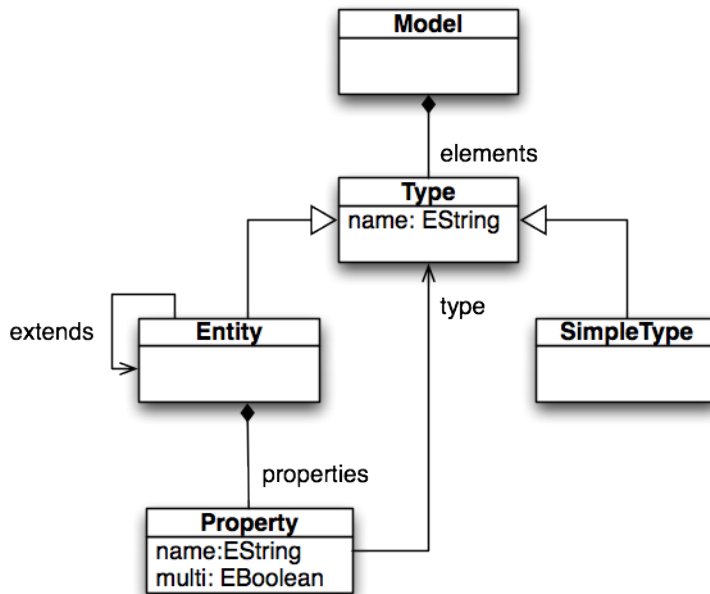 Model
elements
Type
name: EString
type
extends
Entity
SimpleType
properties
Property
name:EString
multi: EBoolean